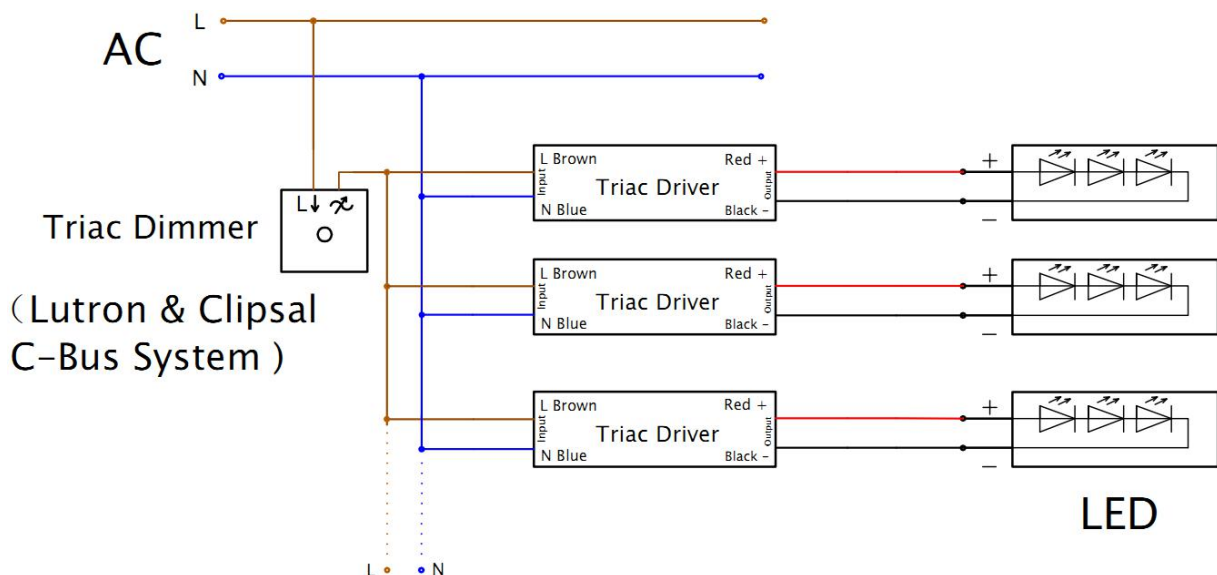 L
AC
N
L Brown
Red +
Input
Triac Driver
Output
N Blue
Black -
+
−
L
Triac Dimmer
(Lutron & Clipsal
C-Bus System )
L Brown
Red +
Input
Triac Driver
Output
N Blue
Black -
+
−
L Brown
Red +
Input
Triac Driver
Output
N Blue
Black -
+
−
LED
L
N